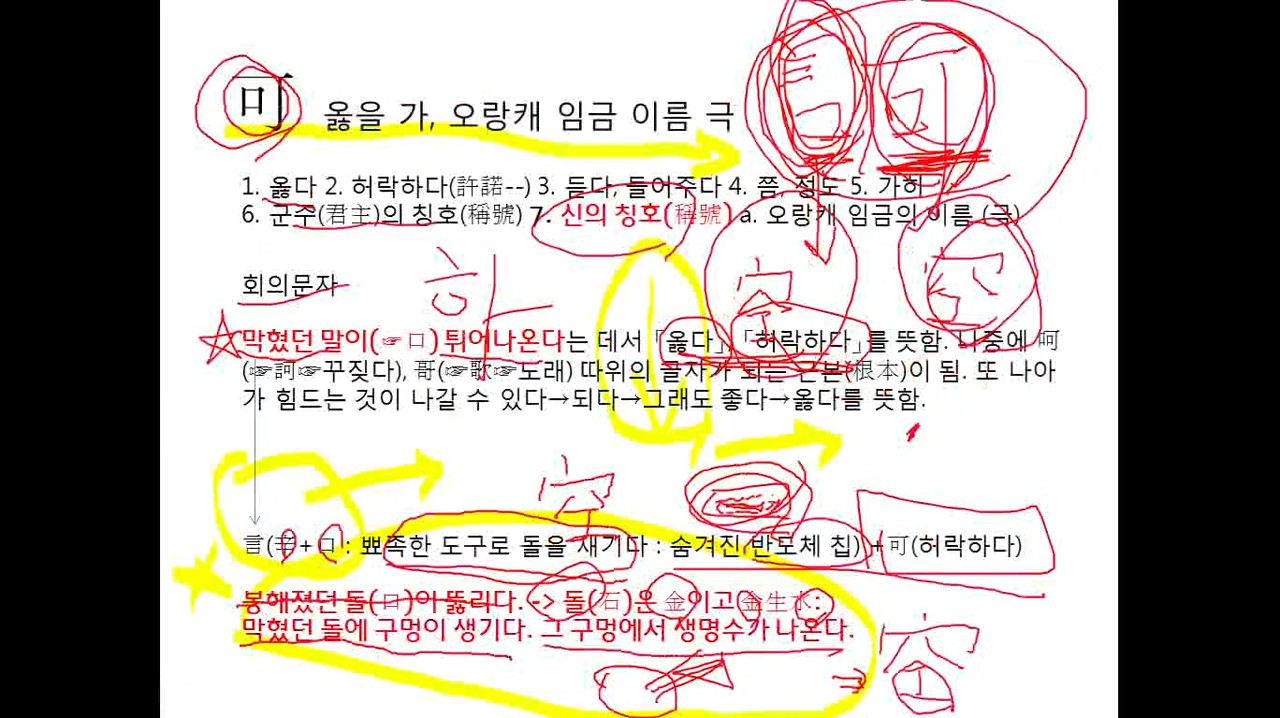 可 옳을 가, 오랑캐 임금 이름 극
1. 옳다 2. 허락하다(許諾--) 3. 듣다, 들어주다 4. 쯤, 정도 5. 가히
6. 군주(君主)의 칭호(稱號) 7. 신의 칭호(稱號) a. 오랑캐 임금의 이름 (극)
회의문자
막혔던 말이(☞口) 튀어나온다는 데서 「옳다」, 「허락하다」를 뜻함. 나중에 呵
(☞訶☞꾸짖다), 哥(☞歌☞노래) 따위의 글자가 되는 근본(根本)이 됨. 또 나아
가 힘드는 것이 나갈 수 있다→되다→그래도 좋다→옳다를 뜻함.
言(辛+口: 뾰족한 도구로 돌을 새기다 : 숨겨진 반도체 칩) +可(허락하다)
봉해졌던 돌(口)이 뚫리다. -> 돌(石)은 金이고 金生水:
막혔던 돌에 구멍이 생기다. 그 구멍에서 생명수가 나온다.